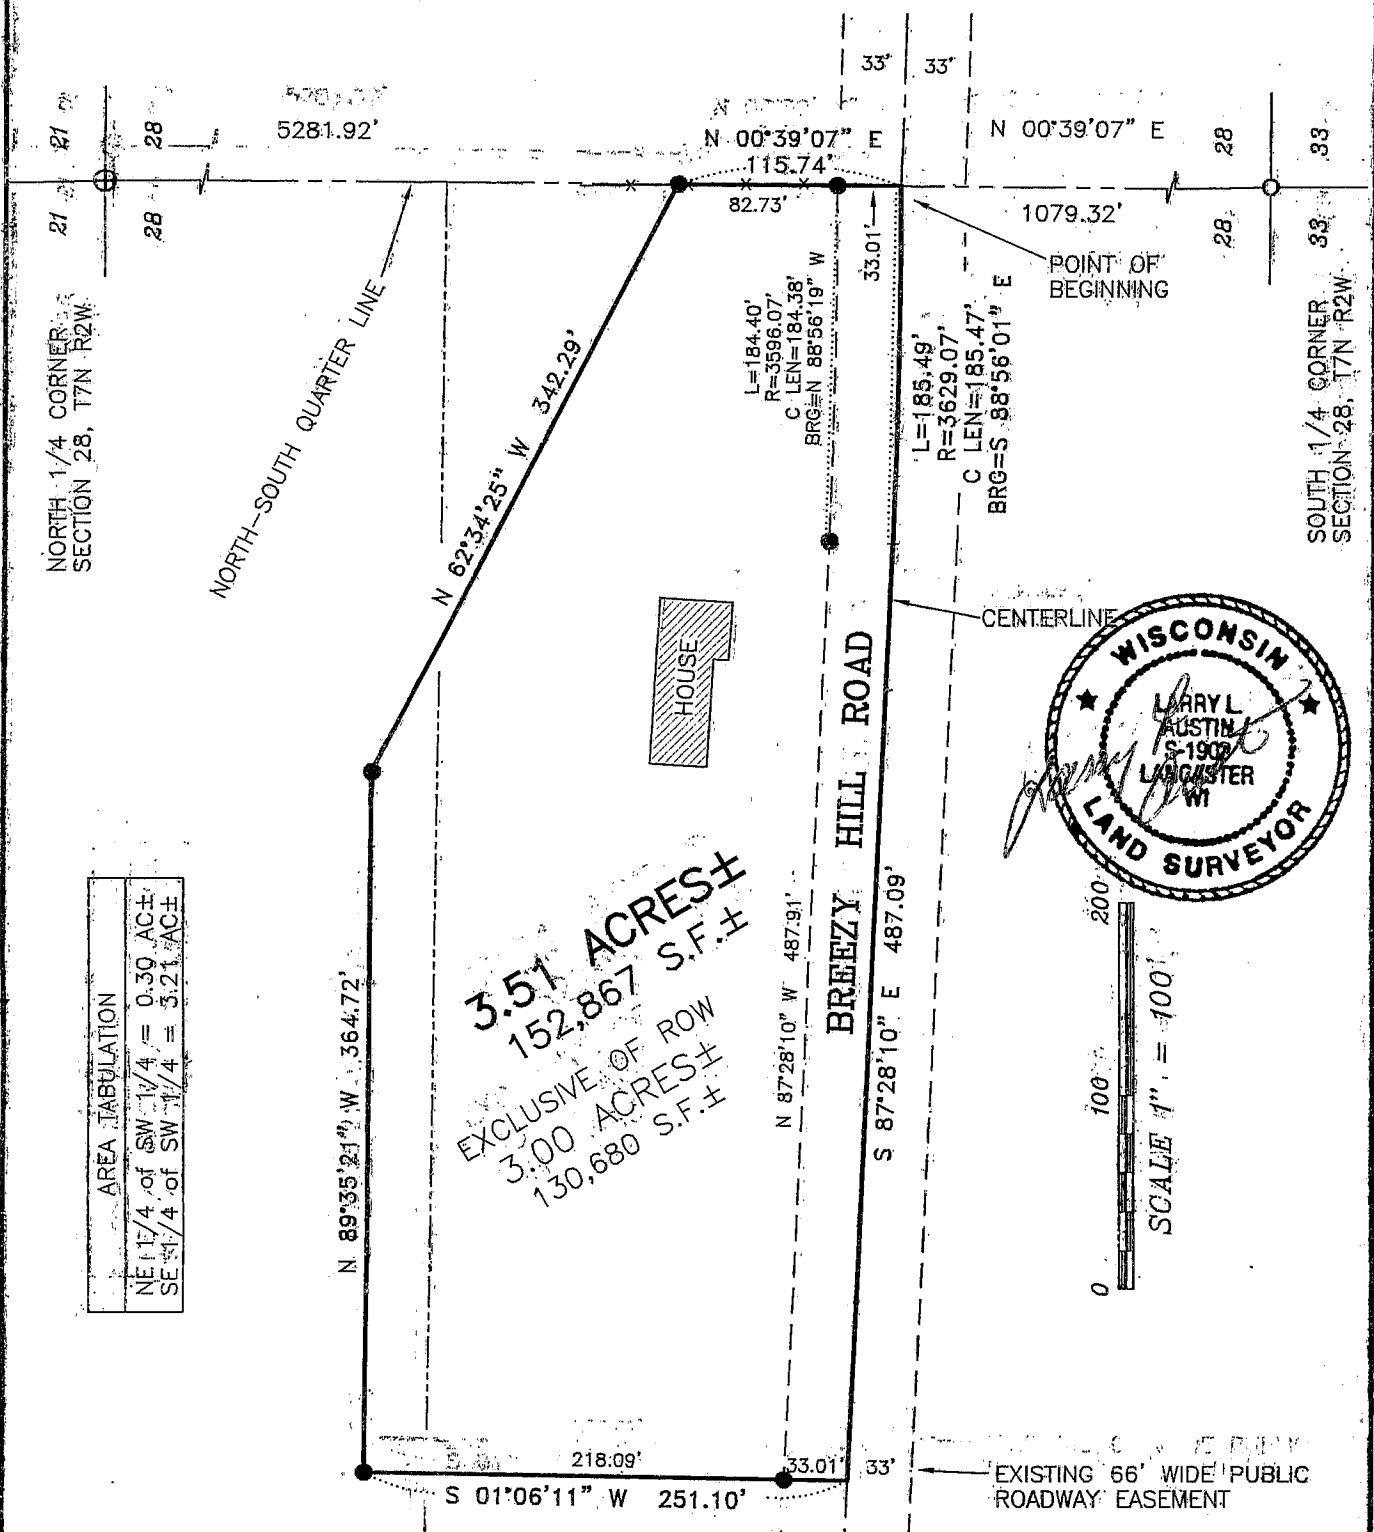 33'
33'
5281.92'
21
21
28
28
N 00°39'07" E
115.74'
82.73'
33.01'
N 00°39'07" E
1079.32'
28
28
33
33
POINT OF
BEGINNING
NORTH 1/4 CORNER
SECTION 28, T7N R2W
NORTH-SOUTH QUARTER LINE
SOUTH 1/4 CORNER
SECTION 28, T7N R2W
N 62°34'25" W 342.29'
L=184.40'
R=3596.07'
C LEN=184.38'
BRG=N 88°56'19" W
L=185.49'
R=3629.07'
C LEN=185.47'
BRG=S 88°56'01" E
CENTERLINE
HOUSE
WISCONSIN
LARRY L.
AUSTIN
S-1902
LANCASTER
WI
LAND SURVEYOR
BREEZY HILL ROAD
N 87°28'10" W 487.91'
S 87°28'10" E 487.09'
3.51 ACRES±
152,867 S.F.±
EXCLUSIVE OF ROW
3.00 ACRES±
130,680 S.F.±
AREA TABULATION
NE 1/4 of SW 1/4 = 0.30 AC±
SE 1/4 of SW 1/4 = 3.21 AC±
N 89°35'21" W 364.72'
0
100
200
SCALE 1" = 100'
218.09'
33.01'
33'
S 01°06'11" W 251.10'
EXISTING 66' WIDE PUBLIC
ROADWAY EASEMENT